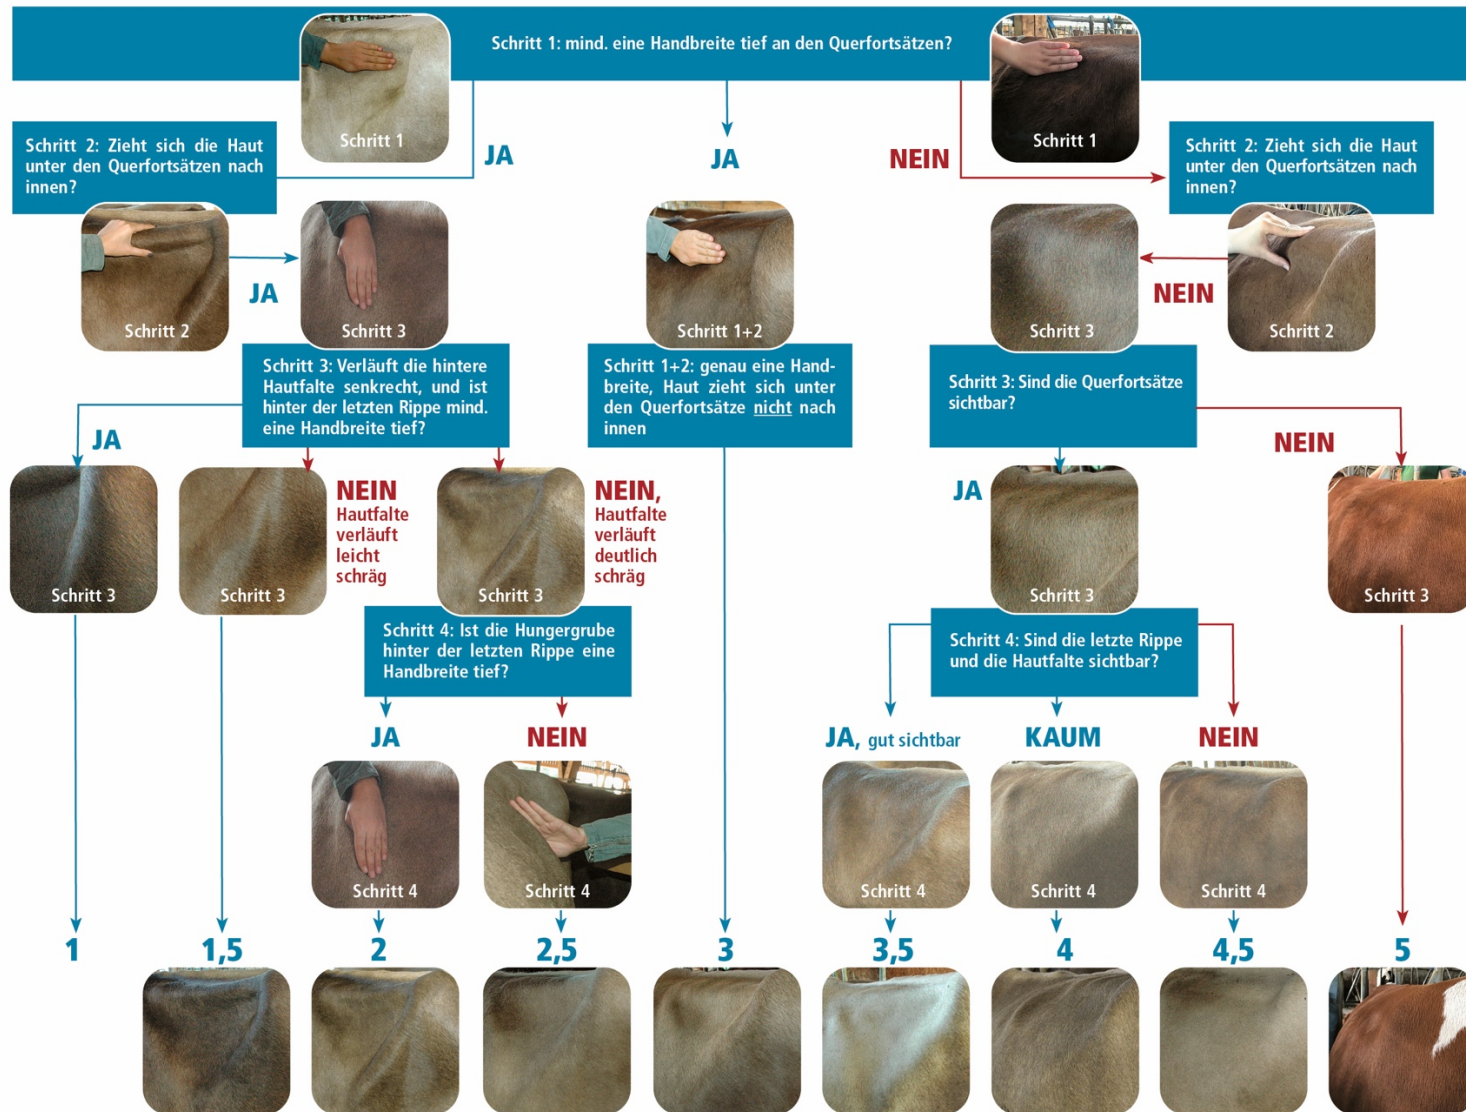 Schritt 1: mind. eine Handbreite tief an den Querfortsätzen?
Schritt 1
Schritt 1
JA
JA
NEIN
Schritt 2: Zieht sich die Haut
unter den Querfortsätzen nach
innen?
Schritt 2: Zieht sich die Haut
unter den Querfortsätzen nach
innen?
Schritt 2
JA
Schritt 3
Schritt 1+2
Schritt 3
NEIN
Schritt 2
Schritt 3: Verläuft die hintere
Hautfalte senkrecht, und ist
hinter der letzten Rippe mind.
eine Handbreite tief?
Schritt 1+2: genau eine Hand-
breite, Haut zieht sich unter
den Querfortsätze nicht nach
innen
Schritt 3: Sind die Querfortsätze
sichtbar?
JA
NEIN
Hautfalte
verläuft
leicht
schräg
NEIN,
Hautfalte
verläuft
deutlich
schräg
JA
NEIN
Schritt 3
Schritt 3
Schritt 3
Schritt 3
Schritt 3
Schritt 4: Ist die Hungergrube
hinter der letzten Rippe eine
Handbreite tief?
Schritt 4: Sind die letzte Rippe
und die Hautfalte sichtbar?
JA
NEIN
JA, gut sichtbar
KAUM
NEIN
Schritt 4
Schritt 4
Schritt 4
Schritt 4
Schritt 4
1
1,5
2
2,5
3
3,5
4
4,5
5